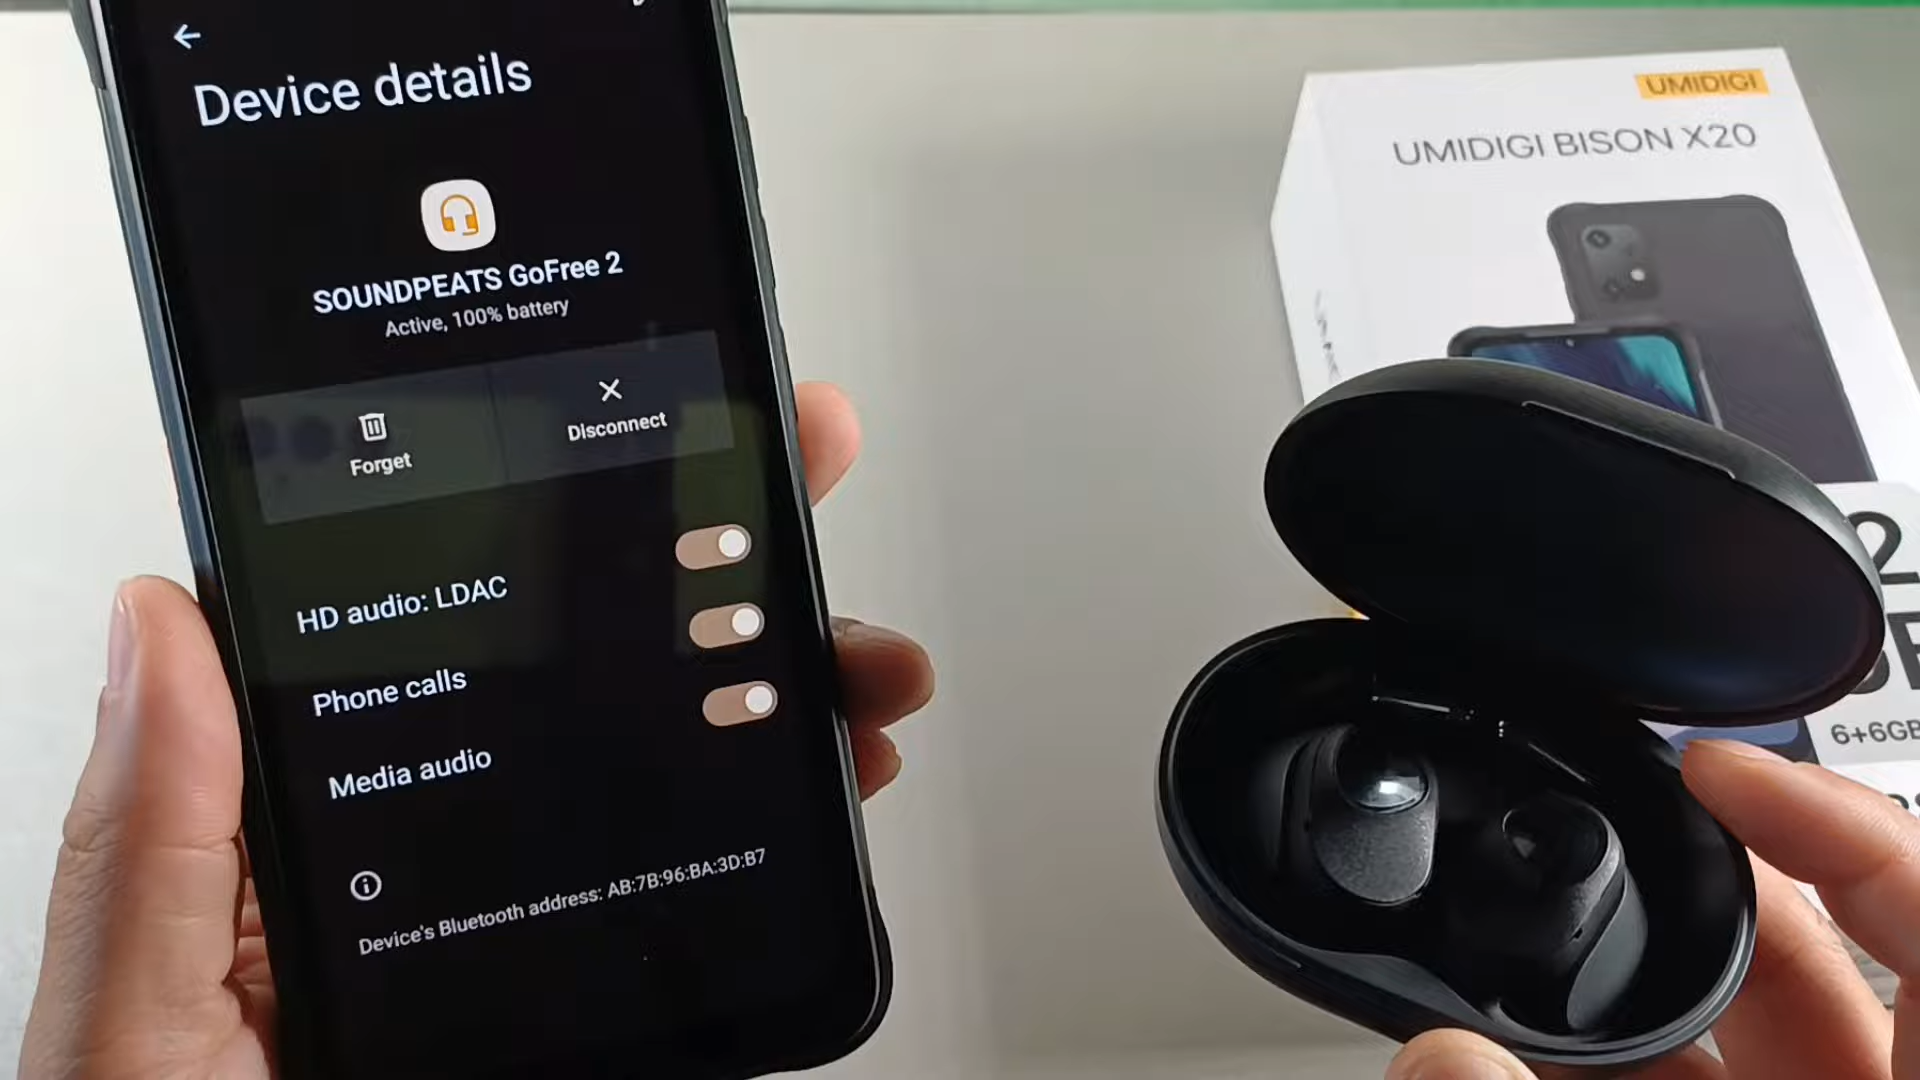 Device details
SOUNDPEATS GoFree 2
Active, 100% battery
Forget
Disconnect
HD audio: LDAC
Phone calls
Media audio
Device's Bluetooth address: AB:7B:96:BA:3D:B7
UMIDIGI
UMIDIGI BISON X20
6+6GB